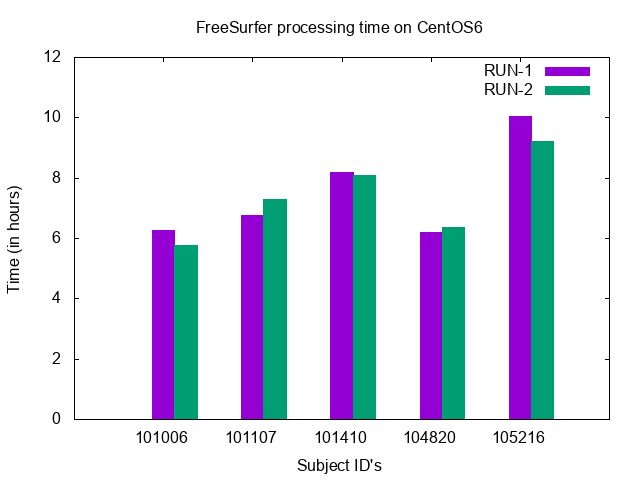 FreeSurfer processing time on CentOS6
12
RUN-1
RUN-2
10
8
6
4
2
0
Time (in hours)
101006 101107 101410 104820 105216
Subject ID's